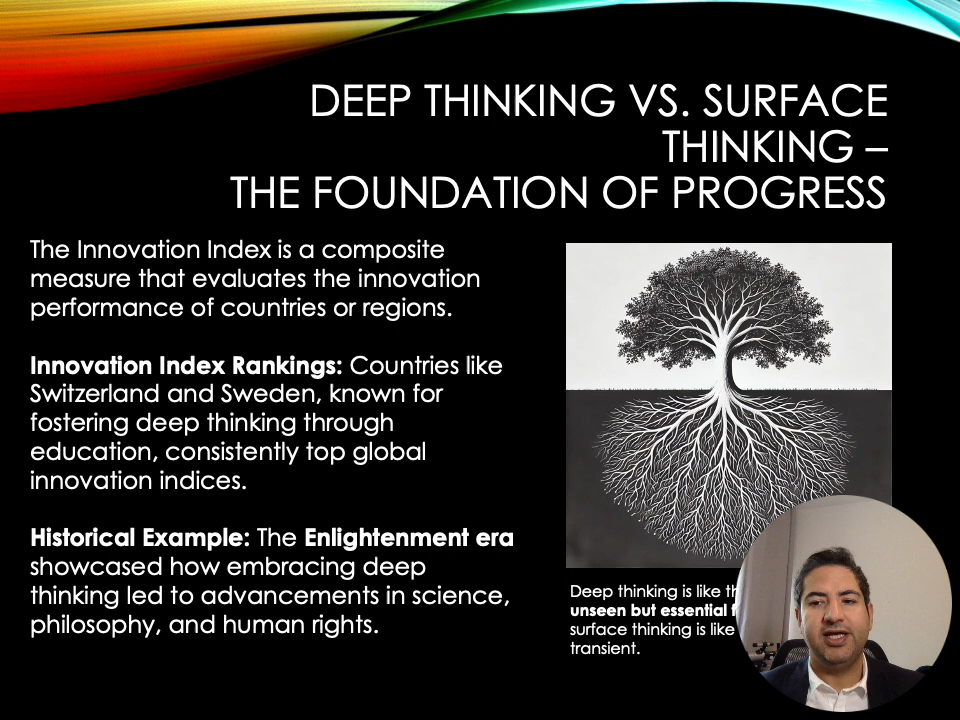 DEEP THINKING VS. SURFACE
THINKING –
THE FOUNDATION OF PROGRESS
The Innovation Index is a composite
measure that evaluates the innovation
performance of countries or regions.
Innovation Index Rankings: Countries like
Switzerland and Sweden, known for
fostering deep thinking through
education, consistently top global
innovation indices.
Historical Example: The Enlightenment era
showcased how embracing deep
thinking led to advancements in science,
philosophy, and human rights.
Deep thinking is like
unseen but essential
surface thinking is like
transient.